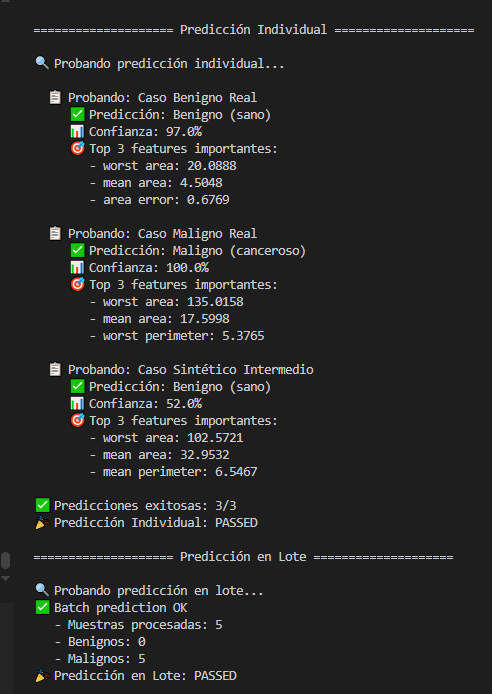 ==================== Predicción Individual ====================
🔍 Probando predicción individual...
📋 Probando: Caso Benigno Real
✅ Predicción: Benigno (sano)
📊 Confianza: 97.0%
🎯 Top 3 features importantes:
- worst area: 20.0888
- mean area: 4.5048
- area error: 0.6769
📋 Probando: Caso Maligno Real
✅ Predicción: Maligno (canceroso)
📊 Confianza: 100.0%
🎯 Top 3 features importantes:
- worst area: 135.0158
- mean area: 17.5998
- worst perimeter: 5.3765
📋 Probando: Caso Sintético Intermedio
✅ Predicción: Benigno (sano)
📊 Confianza: 52.0%
🎯 Top 3 features importantes:
- worst area: 102.5721
- mean area: 32.9532
- mean perimeter: 6.5467
✅ Predicciones exitosas: 3/3
🎉 Predicción Individual: PASSED
==================== Predicción en Lote ====================
🔍 Probando predicción en lote...
✅ Batch prediction OK
- Muestras procesadas: 5
- Benignos: 0
- Malignos: 5
🎉 Predicción en Lote: PASSED